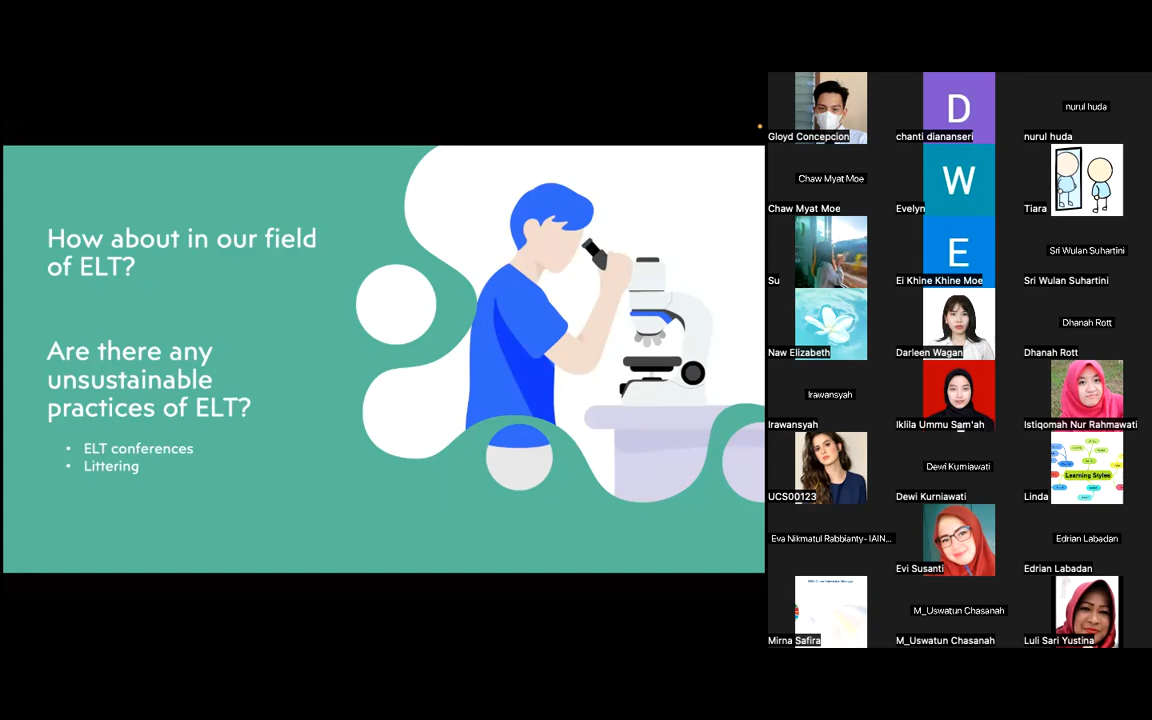 How about in our field
of ELT?
Are there any
unsustainable
practices of ELT?
• ELT conferences
• Littering
Gloyd Concepcion
D
chanti diananseri
nurul huda
nurul huda
Chaw Myat Moe
Chaw Myat Moe
W
Evelyn
Tiara
Su
E
Ei Khine Khine Moe
Sri Wulan Suhartini
Sri Wulan Suhartini
Naw Elizabeth
Darleen Wagan
Dhanah Rott
Dhanah Rott
Irawansyah
Irawansyah
Iklila Ummu Sam'ah
Istiqomah Nur Rahmawati
UCS00123
Dewi Kurniawati
Dewi Kurniawati
Learning Styles
Linda
Eva Nikmatul Rabbianty- IAIN...
Evi Susanti
Edrian Labadan
Edrian Labadan
Mirna Safira
M_Uswatun Chasanah
M_Uswatun Chasanah
Luli Sari Yustina